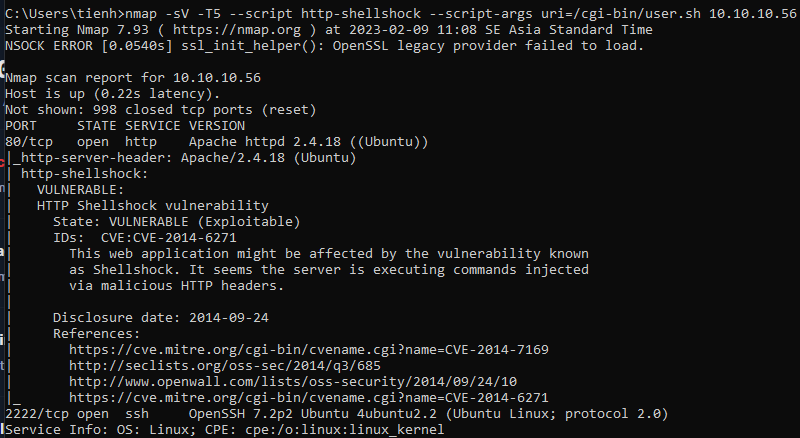 C:\Users\tienh>nmap -sV -T5 --script http-shellshock --script-args uri=/cgi-bin/user.sh 10.10.10.56
Starting Nmap 7.93 ( https://nmap.org ) at 2023-02-09 11:08 SE Asia Standard Time
NSOCK ERROR [0.0540s] ssl_init_helper(): OpenSSL legacy provider failed to load.

Nmap scan report for 10.10.10.56
Host is up (0.22s latency).
Not shown: 998 closed tcp ports (reset)
PORT     STATE SERVICE VERSION
80/tcp   open  http    Apache httpd 2.4.18 ((Ubuntu))
|_http-server-header: Apache/2.4.18 (Ubuntu)
| http-shellshock:
|   VULNERABLE:
|   HTTP Shellshock vulnerability
|     State: VULNERABLE (Exploitable)
|     IDs:  CVE:CVE-2014-6271
|       This web application might be affected by the vulnerability known
|       as Shellshock. It seems the server is executing commands injected
|       via malicious HTTP headers.
|
|     Disclosure date: 2014-09-24
|     References:
|       https://cve.mitre.org/cgi-bin/cvename.cgi?name=CVE-2014-7169
|       http://seclists.org/oss-sec/2014/q3/685
|       http://www.openwall.com/lists/oss-security/2014/09/24/10
|_      https://cve.mitre.org/cgi-bin/cvename.cgi?name=CVE-2014-6271
2222/tcp open  ssh     OpenSSH 7.2p2 Ubuntu 4ubuntu2.2 (Ubuntu Linux; protocol 2.0)
Service Info: OS: Linux; CPE: cpe:/o:linux:linux_kernel